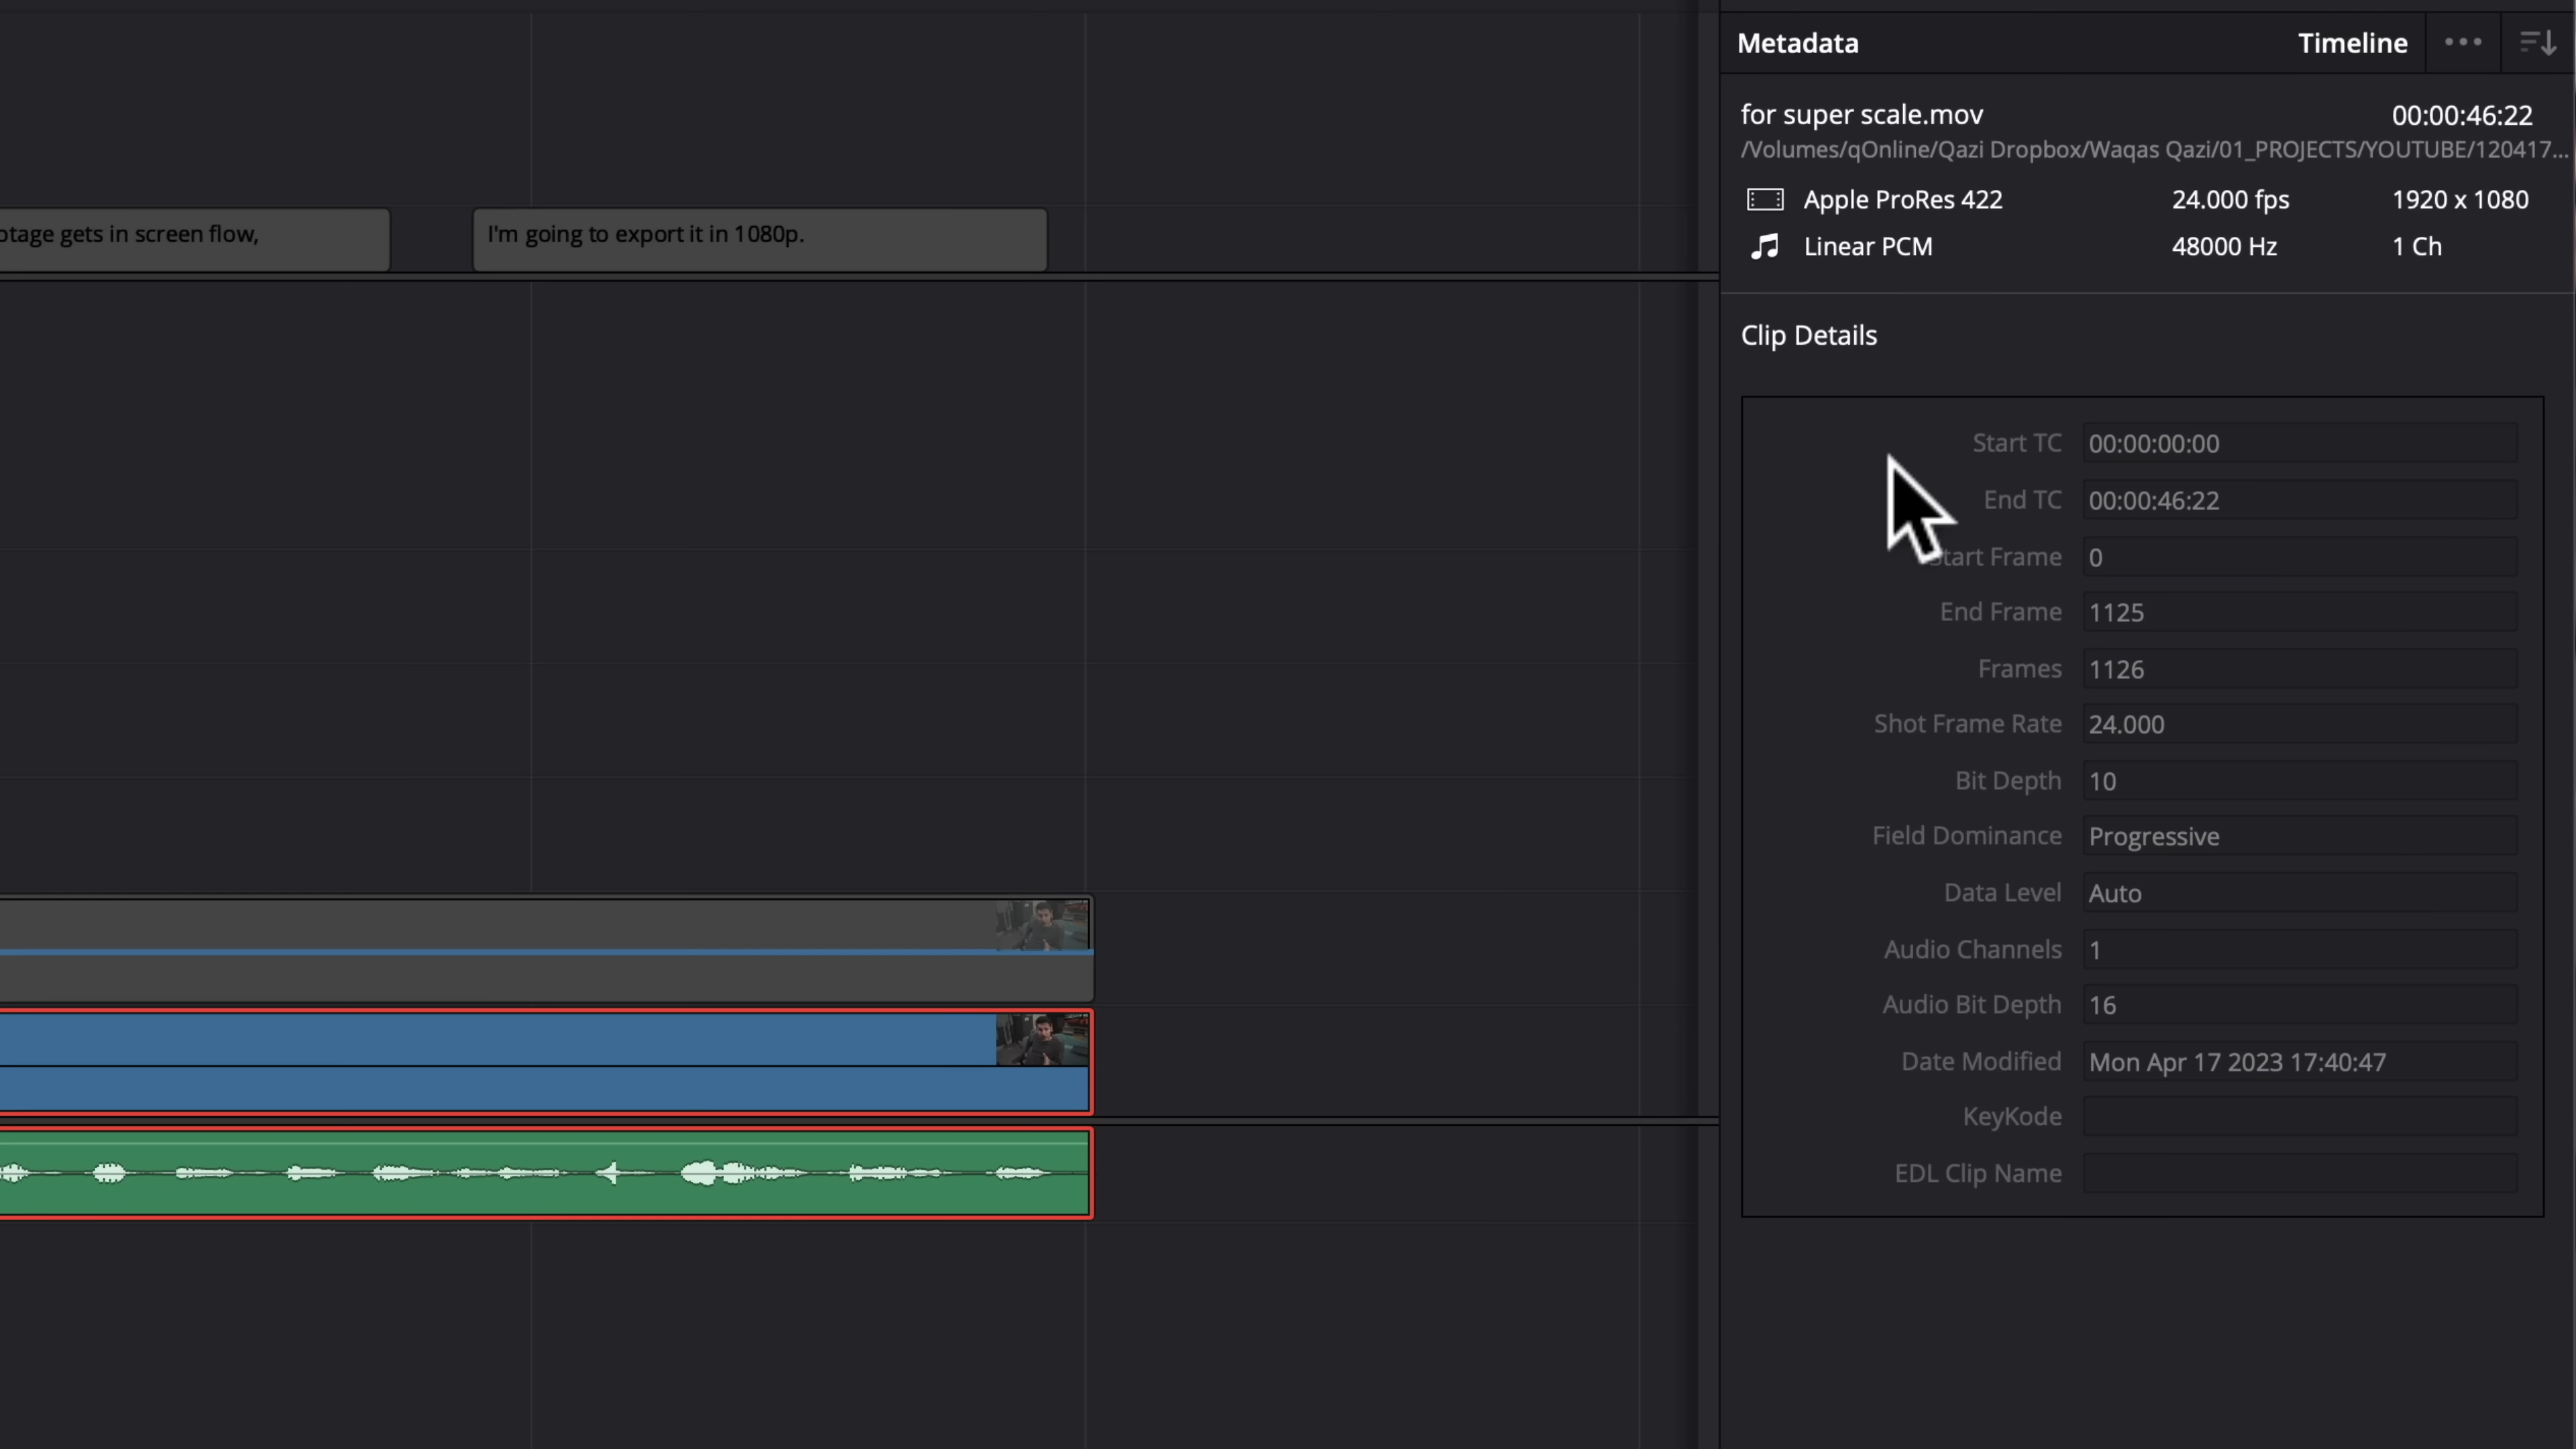 Metadata
Timeline
for super scale.mov 00:00:46:22
/Volumes/qOnline/Qazi Dropbox/Waqas Qazi/01_PROJECTS/YOUTUBE/120417...
Apple ProRes 422 24.000 fps 1920 x 1080
Linear PCM 48000 Hz 1 Ch
otage gets in screen flow,
I'm going to export it in 1080p.
Clip Details
Start TC 00:00:00:00
End TC 00:00:46:22
Start Frame 0
End Frame 1125
Frames 1126
Shot Frame Rate 24.000
Bit Depth 10
Field Dominance Progressive
Data Level Auto
Audio Channels 1
Audio Bit Depth 16
Date Modified Mon Apr 17 2023 17:40:47
KeyKode
EDL Clip Name